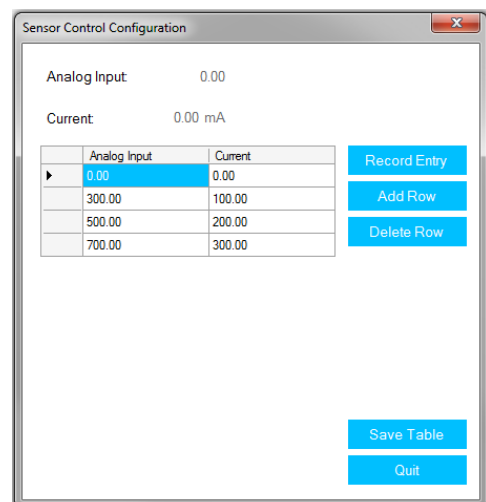 Sensor Control Configuration
Analog Input: 0.00
Current: 0.00 mA
Analog Input Current
0.00 0.00
300.00 100.00
500.00 200.00
700.00 300.00
Record Entry
Add Row
Delete Row
Save Table
Quit